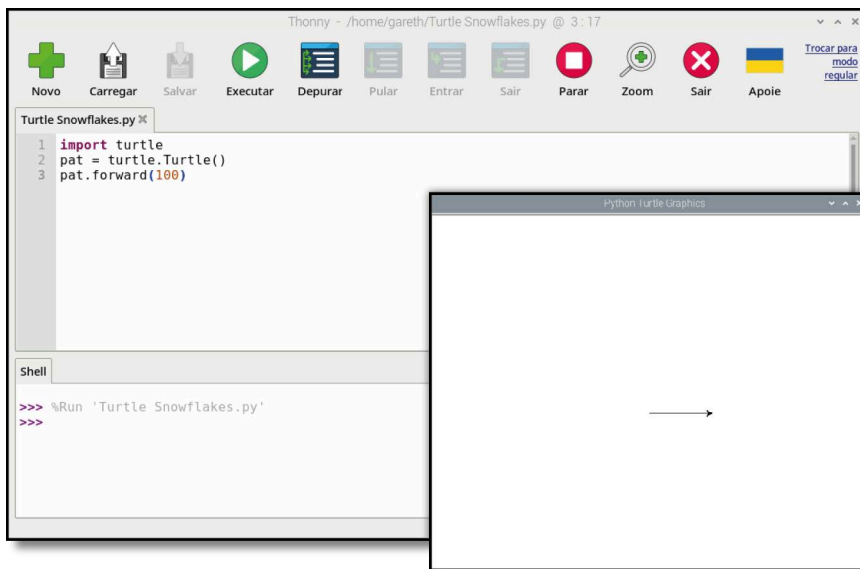 Thonny - /home/gareth/Turtle Snowflakes.py @ 3:17
Novo Carregar Salvar Executar Depurar Pular Entrar Sair Parar Zoom Sair Apoie
Trocar para
modo
regular
Turtle Snowflakes.py
1 import turtle
2 pat = turtle.Turtle()
3 pat.forward(100)
Python Turtle Graphics
Shell
>>> %Run 'Turtle Snowflakes.py'
>>>